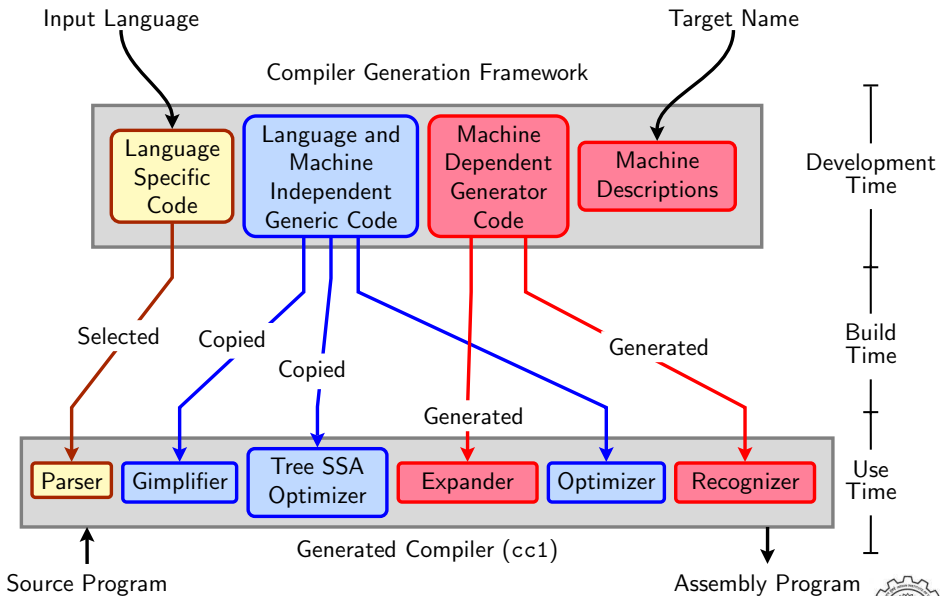 Input Language
Target Name
Compiler Generation Framework
Language
Specific
Code
Language and
Machine
Independent
Generic Code
Machine
Dependent
Generator
Code
Machine
Descriptions
Development
Time
Selected
Copied
Copied
Generated
Generated
Build
Time
Parser
Gimplifier
Tree SSA
Optimizer
Expander
Optimizer
Recognizer
Use
Time
Generated Compiler (cc1)
Source Program
Assembly Program